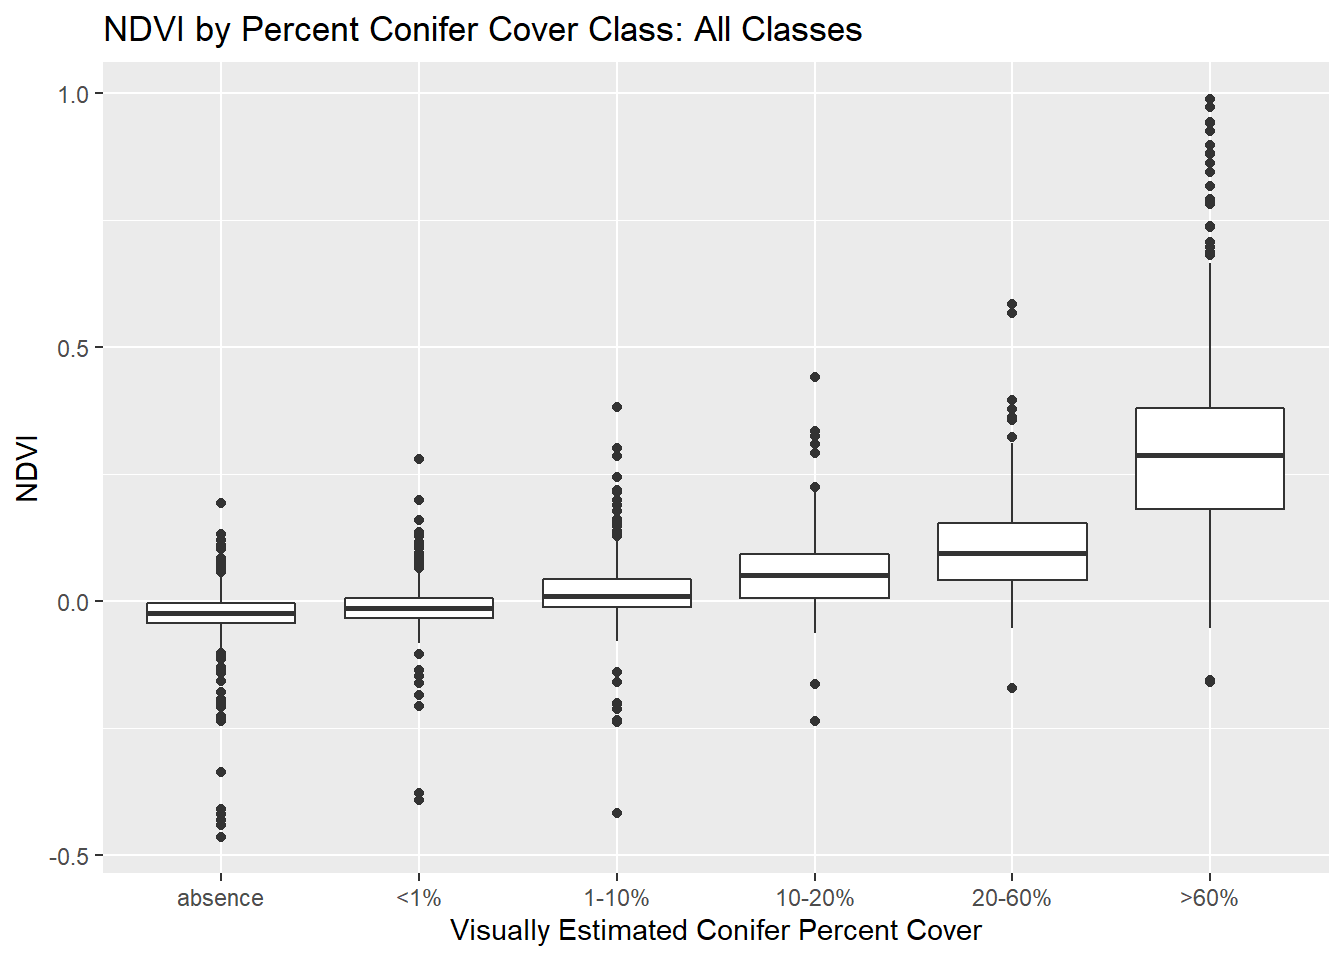 NDVI by Percent Conifer Cover Class: All Classes
1.0
0.5
0.0
-0.5
NDVI
absence <1% 1-10% 10-20% 20-60% >60%
Visually Estimated Conifer Percent Cover